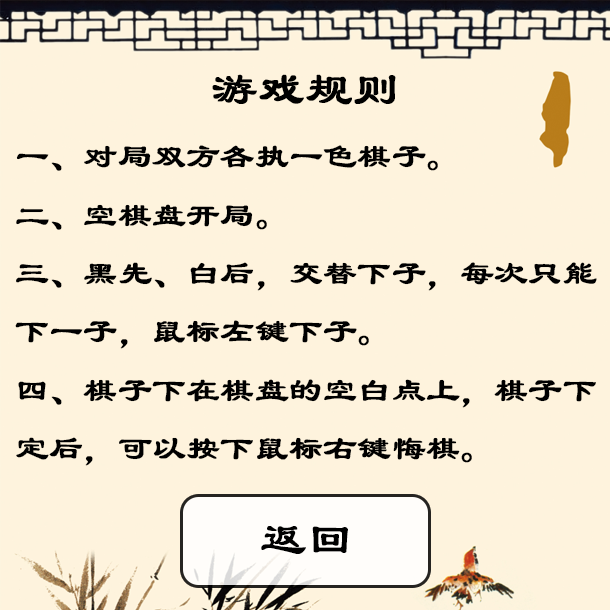 游戏规则
一、对局双方各执一色棋子。
二、空棋盘开局。
三、黑先、白后，交替下子，每次只能
下一子，鼠标左键下子。
四、棋子下在棋盘的空白点上，棋子下
定后，可以按下鼠标右键悔棋。
返回